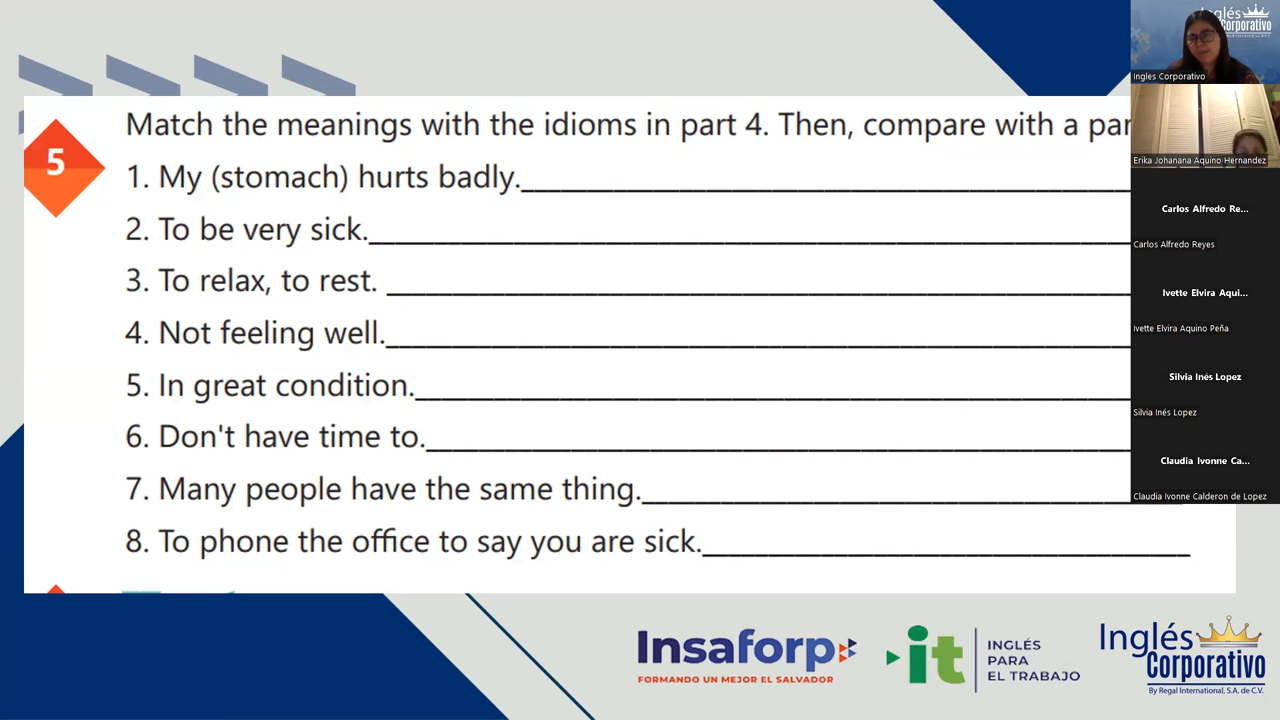 Match the meanings with the idioms in part 4. Then, compare with a par
5
1. My (stomach) hurts badly.
2. To be very sick.
3. To relax, to rest.
4. Not feeling well.
5. In great condition.
6. Don't have time to.
7. Many people have the same thing.
8. To phone the office to say you are sick.
Inglés
Corporativo
Ingles Corporativo
Erika Johanana Aquino Hernandez
Carlos Alfredo Re...
Carlos Alfredo Reyes
Ivette Elvira Aqui...
Ivette Elvira Aquino Peña
Silvia Inés Lopez
Silvia Inés Lopez
Claudia Ivonne Ca...
Claudia Ivonne Calderon de Lopez
Insaforp
FORMANDO UN MEJOR EL SALVADOR
it
INGLÉS
PARA
EL TRABAJO
Inglés
Corporativo
By Regal International, S.A. de C.V.